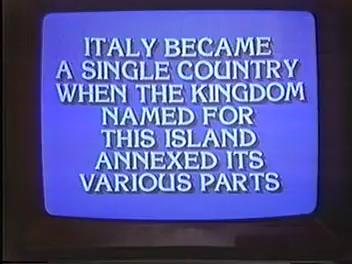 ITALY BECAME
A SINGLE COUNTRY
WHEN THE KINGDOM
NAMED FOR
THIS ISLAND
ANNEXED ITS
VARIOUS PARTS